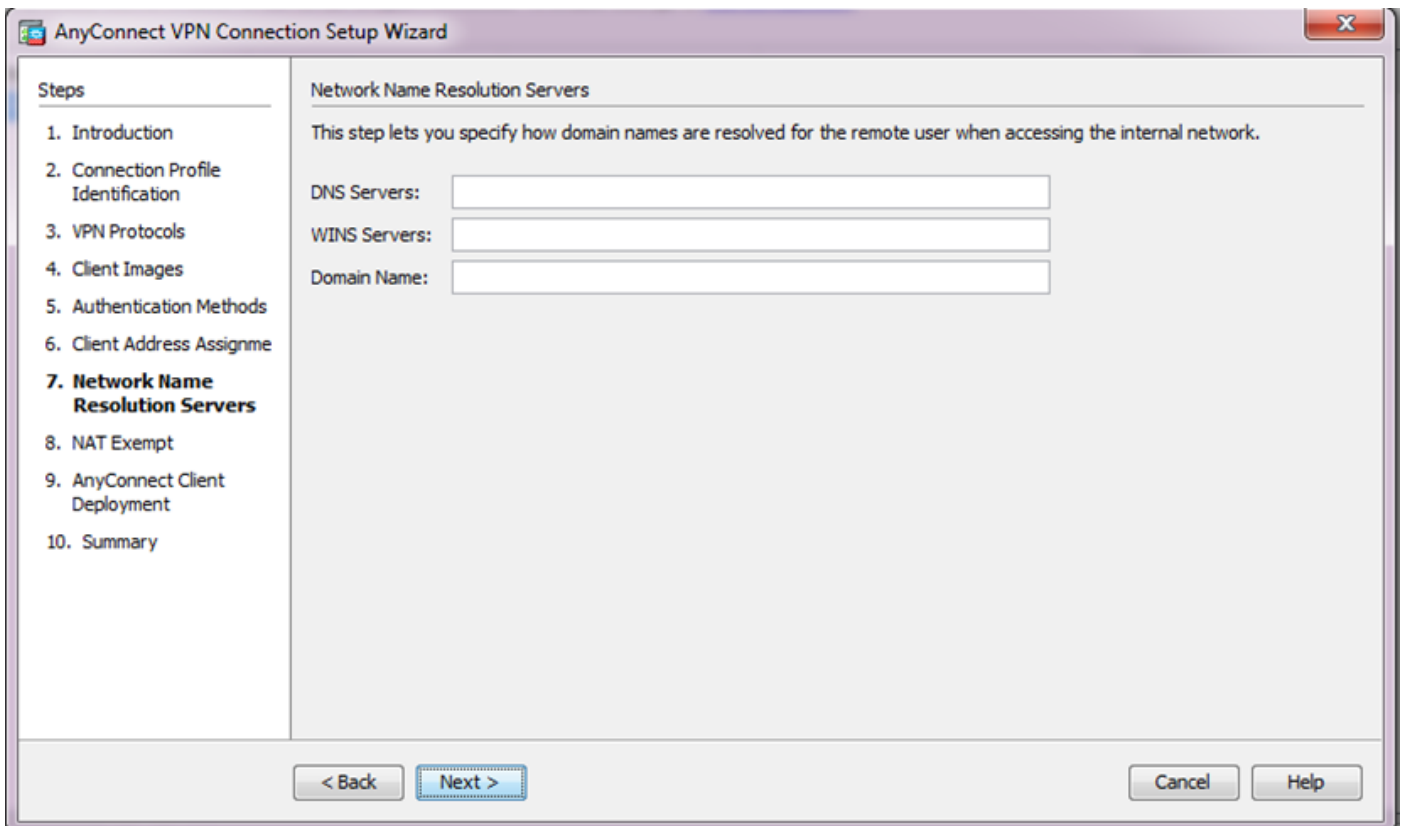 AnyConnect VPN Connection Setup Wizard
Steps
1. Introduction
2. Connection Profile
Identification
3. VPN Protocols
4. Client Images
5. Authentication Methods
6. Client Address Assignme
7. Network Name
Resolution Servers
8. NAT Exempt
9. AnyConnect Client
Deployment
10. Summary
Network Name Resolution Servers
This step lets you specify how domain names are resolved for the remote user when accessing the internal network.
DNS Servers:
WINS Servers:
Domain Name:
< Back
Next >
Cancel
Help